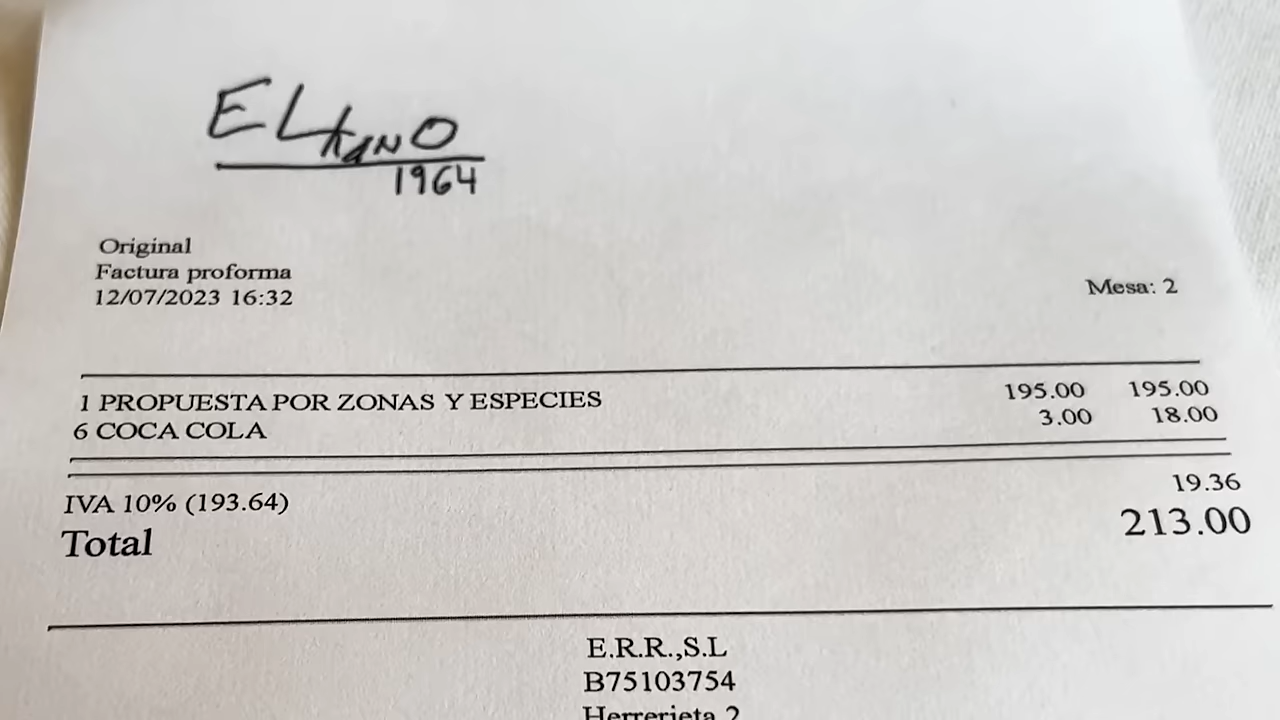 ELkaNO
1964
Original
Factura proforma
12/07/2023 16:32
Mesa: 2
1 PROPUESTA POR ZONAS Y ESPECIES 195.00 195.00
6 COCA COLA 3.00 18.00
IVA 10% (193.64) 19.36
Total 213.00
E.R.R.,S.L
B75103754
Herrerieta 2